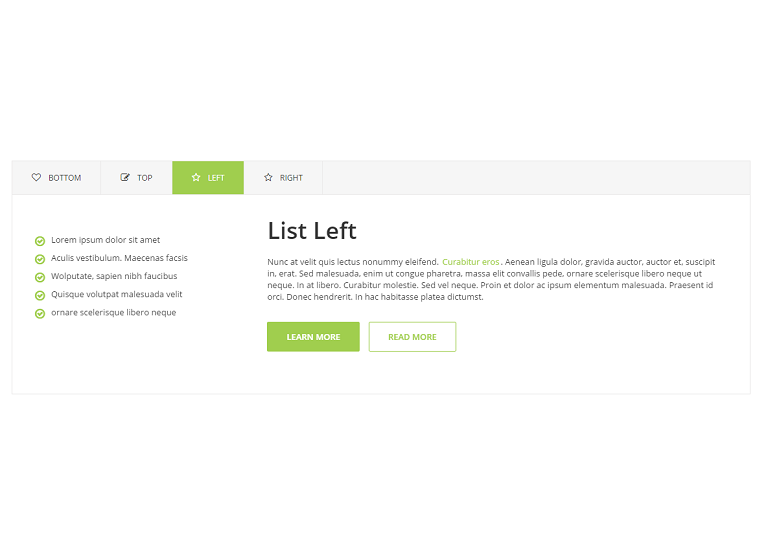 BOTTOM TOP LEFT RIGHT
Lorem ipsum dolor sit amet
Aculis vestibulum. Maecenas facsis
Wolputate, sapien nibh faucibus
Quisque volutpat malesuada velit
ornare scelerisque libero neque
List Left
Nunc at velit quis lectus nonummy eleifend. Curabitur eros. Aenean ligula dolor, gravida auctor, auctor et, suscipit
in, erat. Sed malesuada, enim ut congue pharetra, massa elit convallis pede, ornare scelerisque libero neque ut
neque. In at libero. Curabitur molestie. Sed vel neque. Proin et dolor ac ipsum elementum malesuada. Praesent id
orci. Donec hendrerit. In hac habitasse platea dictumst.
LEARN MORE READ MORE